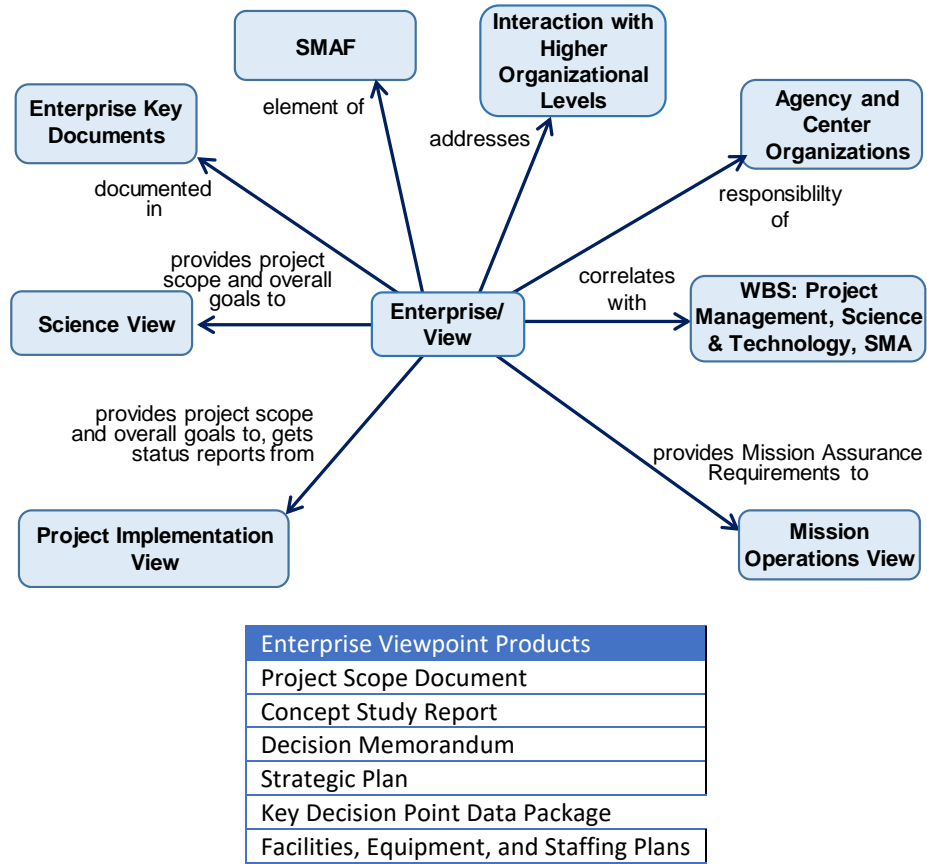 SMAF
Interaction with
Higher
Organizational
Levels
Enterprise Key
Documents
Agency and
Center
Organizations
element of
addresses
documented
in
responsiblilty
of
provides project
scope and overall
goals to
correlates
with
Science View
Enterprise/
View
WBS: Project
Management, Science
& Technology, SMA
provides project scope
and overall goals to, gets
status reports from
provides Mission Assurance
Requirements to
Project Implementation
View
Mission
Operations View
Enterprise Viewpoint Products
Project Scope Document
Concept Study Report
Decision Memorandum
Strategic Plan
Key Decision Point Data Package
Facilities, Equipment, and Staffing Plans